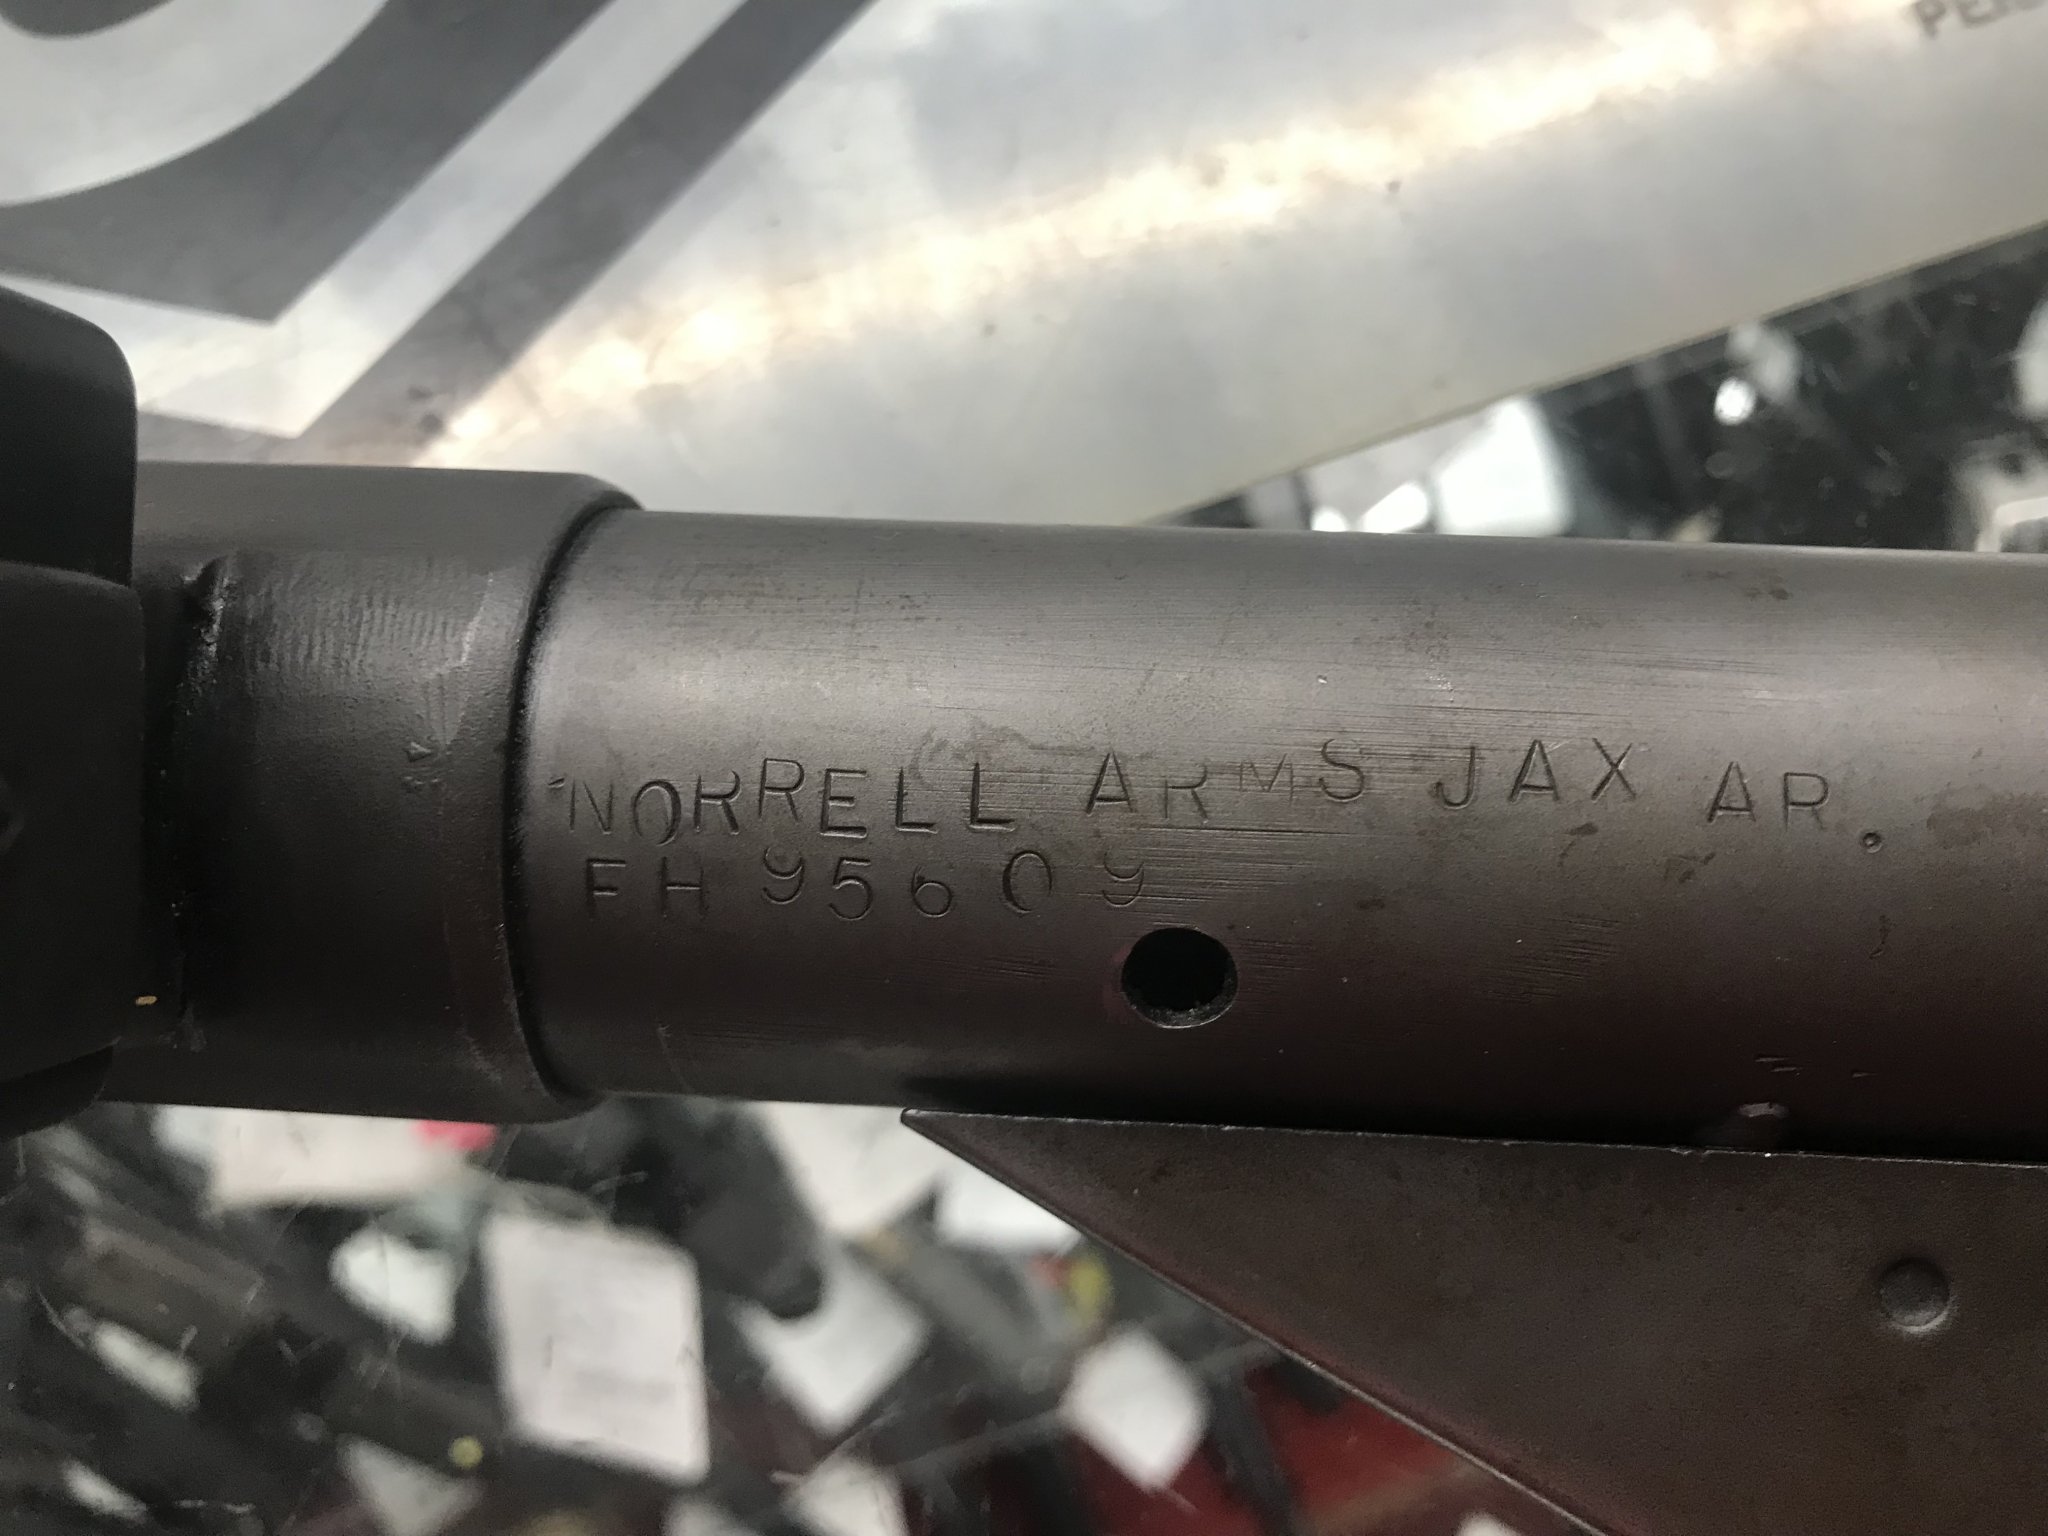 NORRELL ARMS JAX AR.
FH 95609